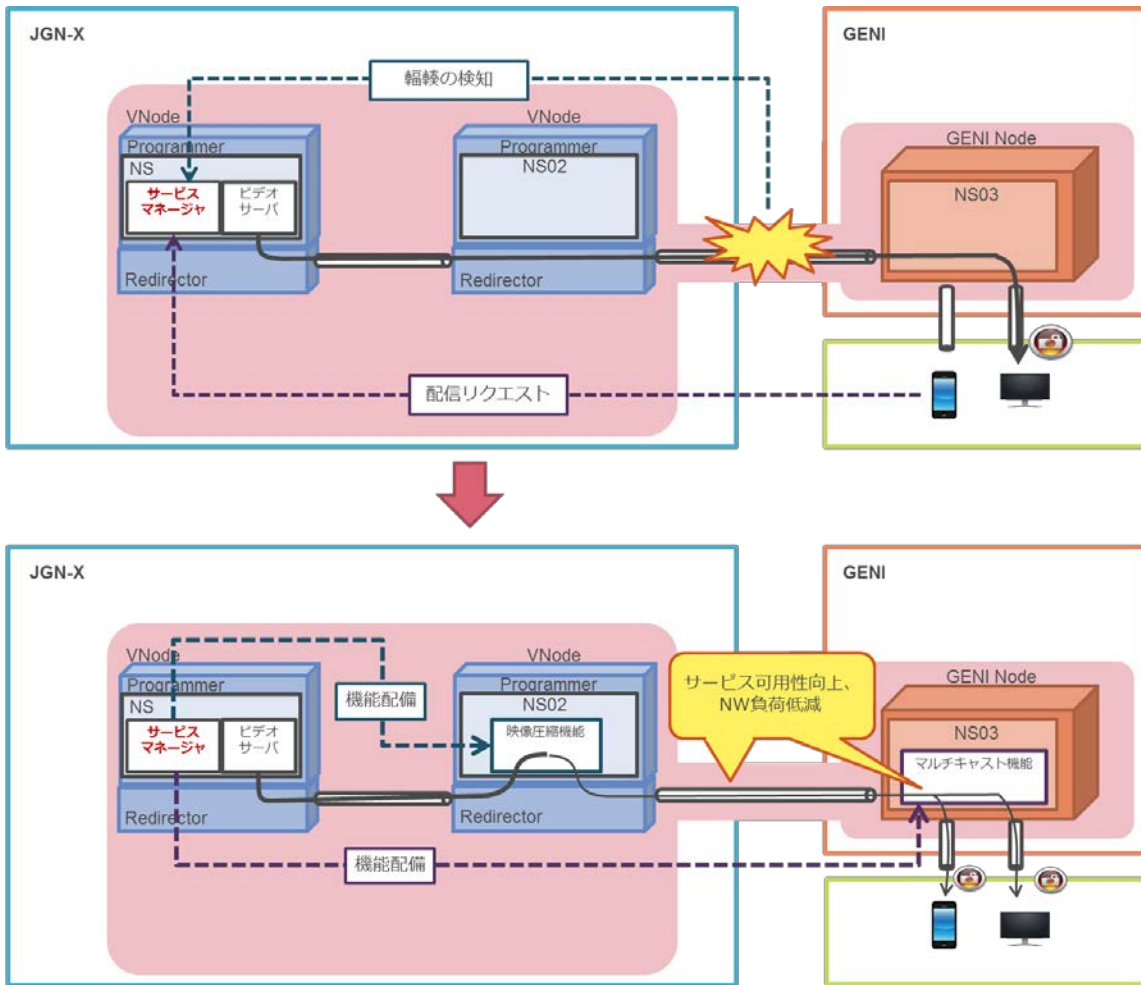 JGN-X
GENI
輻輳の検知
VNode
Programmer
NS
サービス
マネージャ
ビデオ
サーバ
Redirector
VNode
Programmer
NS02
Redirector
GENI Node
NS03
配信リクエスト
JGN-X
GENI
VNode
Programmer
NS
サービス
マネージャ
ビデオ
サーバ
Redirector
機能配備
VNode
Programmer
NS02
映像圧縮機能
Redirector
サービス可用性向上、
NW負荷低減
GENI Node
NS03
マルチキャスト機能
機能配備